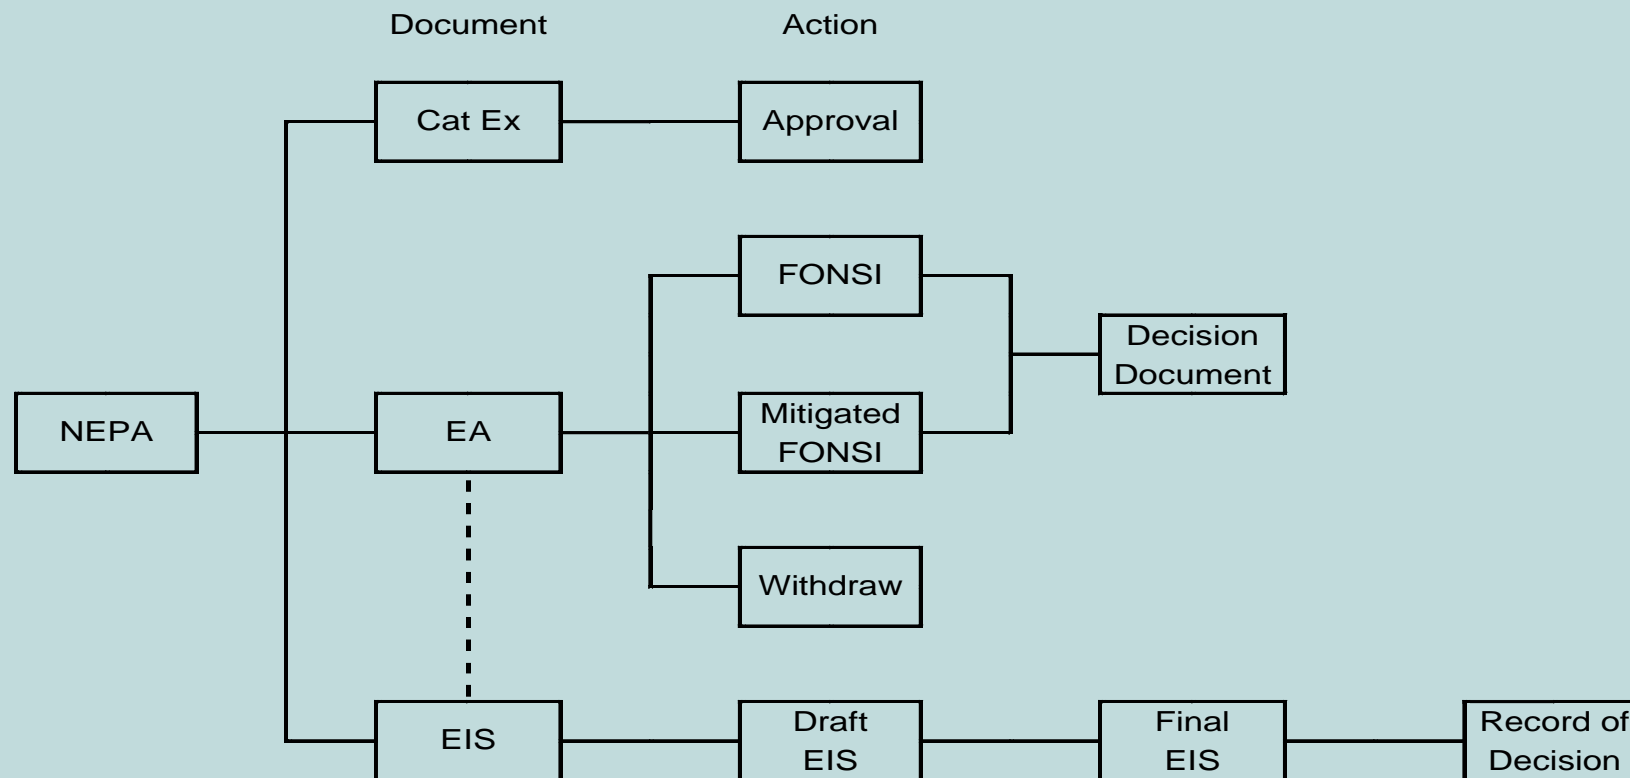 Document
Action
Cat Ex
Approval
FONSI
Decision
Document
NEPA
EA
Mitigated
FONSI
Withdraw
EIS
Draft
EIS
Final
EIS
Record of
Decision